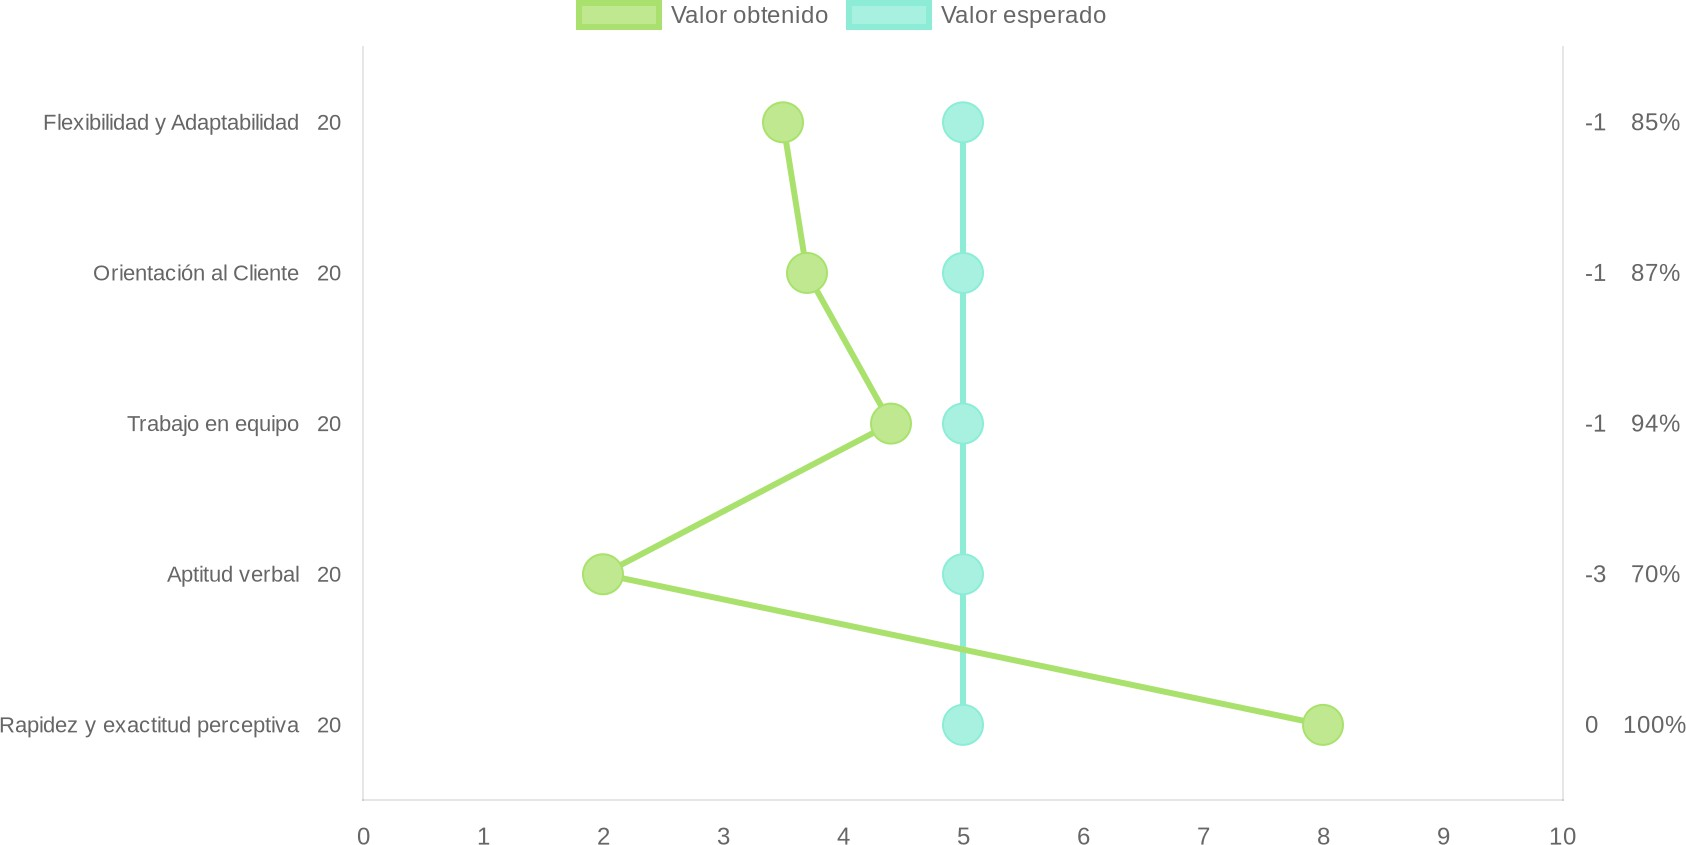 Valor obtenido Valor esperado
Flexibilidad y Adaptabilidad 20 -1 85%
Orientación al Cliente 20 -1 87%
Trabajo en equipo 20 -1 94%
Aptitud verbal 20 -3 70%
Rapidez y exactitud perceptiva 20 0 100%
0 1 2 3 4 5 6 7 8 9 10